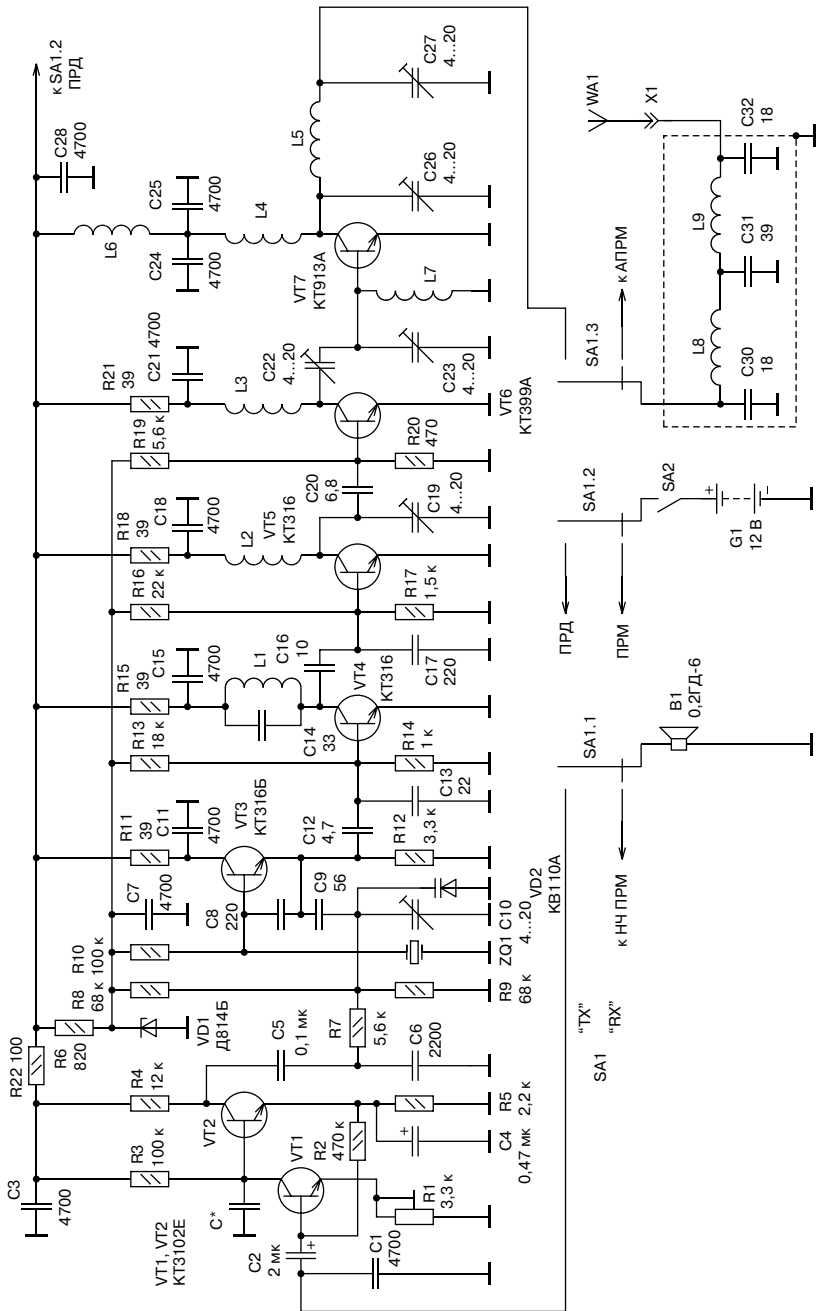 C3
4700
VT1, VT2
КТ3102Е
C*
C2
2 мк
C1
4700
R3
100 к
VT1
R1
3,3 к
R22 100
R4
12 к
VT2
R2
470 к
C4
0,47 мк
R5
2,2 к
R6
820
VD1
Д814Б
C5
0,1 мк
R7
5,6 к
C6
2200
R8
68 к
R9
68 к
R10
100 к
ZQ1
C7
4700
C8
220
C9
56
C10
4...20
VD2
КВ110А
R11
39
C11
4700
VT3
КТ316Б
C12
4,7
R12
3,3 к
C13
22
R13
18 к
R14
1 к
R15
39
C15
4700
C14
33
L1
VT4
КТ316
C16
10
C17
220
R16
22 к
R17
1,5 к
R18
39
C18
4700
L2
VT5
КТ316
C19
4...20
C20
6,8
R19
5,6 к
R20
470
R21
39
C21 4700
L3
C22
4...20
VT6
КТ399А
C23
4...20
L6
C24
4700
C25
4700
L4
VT7
КТ913А
L7
C28
4700
к SA1.2
ПРД
L5
C26
4...20
C27
4...20
"TX"
SA1
"RX"
SA1.1
к НЧ ПРМ
B1
0,2ГД-6
ПРД
ПРМ
SA1.2
SA2
+
G1
12 В
−
SA1.3
к АПРМ
C30
18
L8
C31
39
L9
C32
18
WA1
X1
+
+